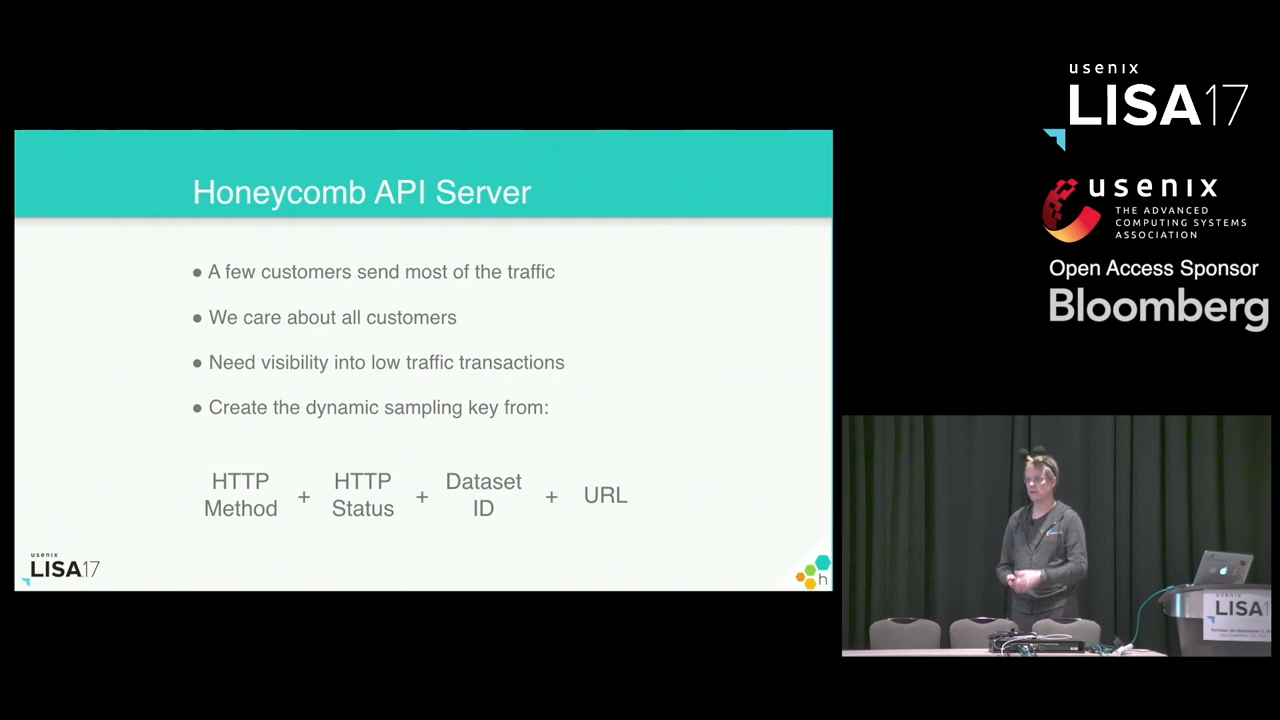 Honeycomb API Server
● A few customers send most of the traffic
● We care about all customers
● Need visibility into low traffic transactions
● Create the dynamic sampling key from:
HTTP Method + HTTP Status + Dataset ID + URL
usenix
LISA17
h
usenix
LISA17
usenix
THE ADVANCED
COMPUTING SYSTEMS
ASSOCIATION
Open Access Sponsor
Bloomberg
LISA1